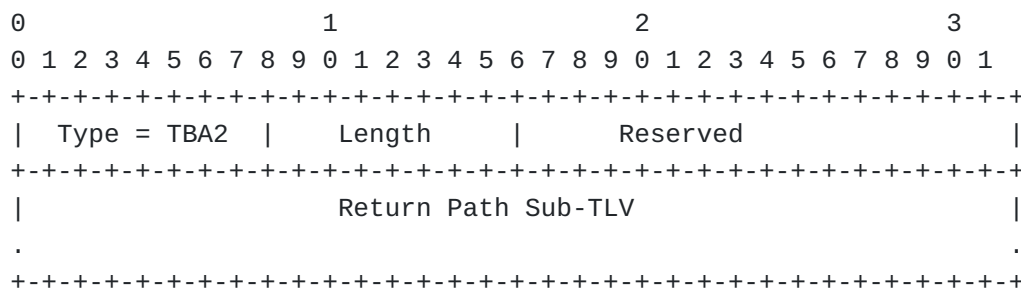 0                   1                   2                   3
0 1 2 3 4 5 6 7 8 9 0 1 2 3 4 5 6 7 8 9 0 1 2 3 4 5 6 7 8 9 0 1
+-+-+-+-+-+-+-+-+-+-+-+-+-+-+-+-+-+-+-+-+-+-+-+-+-+-+-+-+-+-+-+-+
|  Type = TBA2  |    Length     |      Reserved                 |
+-+-+-+-+-+-+-+-+-+-+-+-+-+-+-+-+-+-+-+-+-+-+-+-+-+-+-+-+-+-+-+-+
|                    Return Path Sub-TLV                        |
.                                                               .
+-+-+-+-+-+-+-+-+-+-+-+-+-+-+-+-+-+-+-+-+-+-+-+-+-+-+-+-+-+-+-+-+